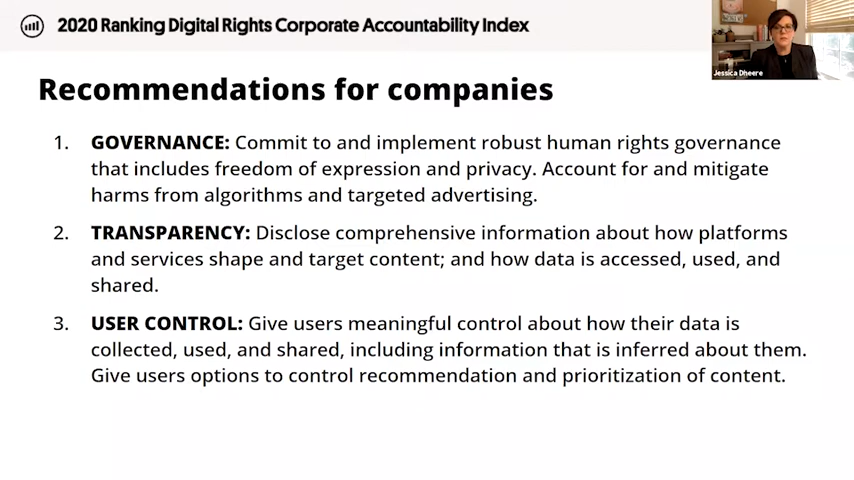 2020 Ranking Digital Rights Corporate Accountability Index
Jessica Dheere
Recommendations for companies
1. GOVERNANCE: Commit to and implement robust human rights governance
that includes freedom of expression and privacy. Account for and mitigate
harms from algorithms and targeted advertising.
2. TRANSPARENCY: Disclose comprehensive information about how platforms
and services shape and target content; and how data is accessed, used, and
shared.
3. USER CONTROL: Give users meaningful control about how their data is
collected, used, and shared, including information that is inferred about them.
Give users options to control recommendation and prioritization of content.